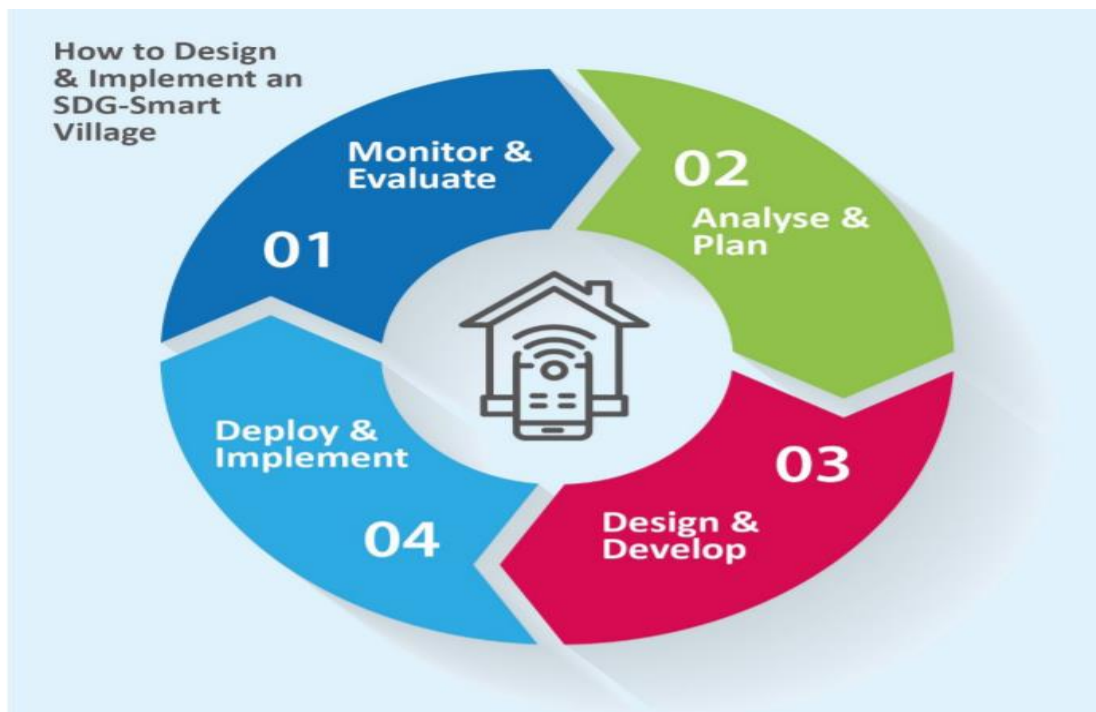 How to Design
& Implement an
SDG-Smart
Village
Monitor &
Evaluate
01
02
Analyse &
Plan
03
Design &
Develop
Deploy &
Implement
04